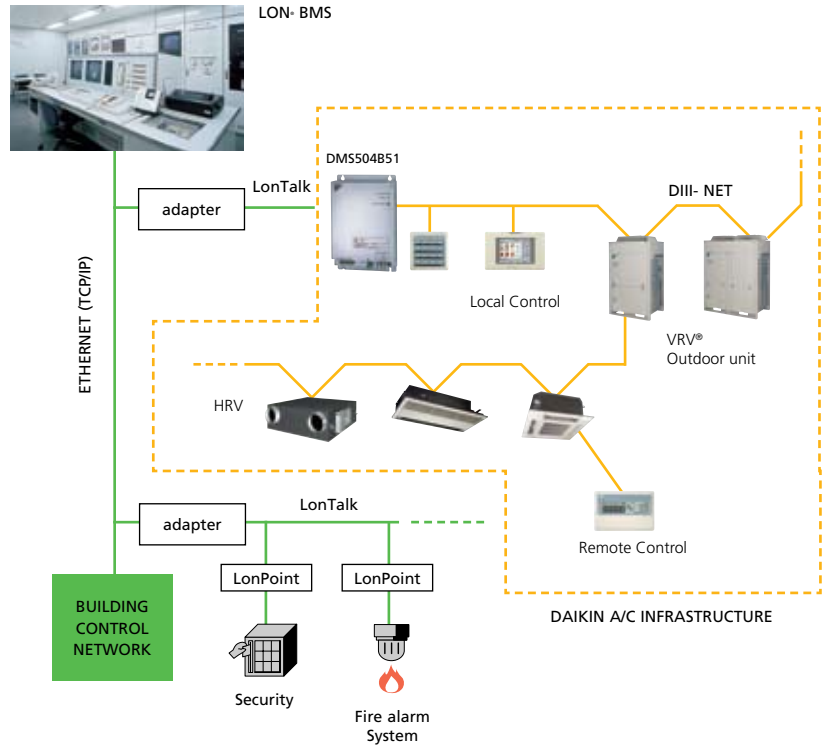 LON• BMS
DMS504B51
LonTalk
adapter
DIII- NET
Local Control
VRV®
Outdoor unit
ETHERNET (TCP/IP)
HRV
LonTalk
adapter
Remote Control
LonPoint
LonPoint
BUILDING
CONTROL
NETWORK
DAIKIN A/C INFRASTRUCTURE
Security
Fire alarm
System